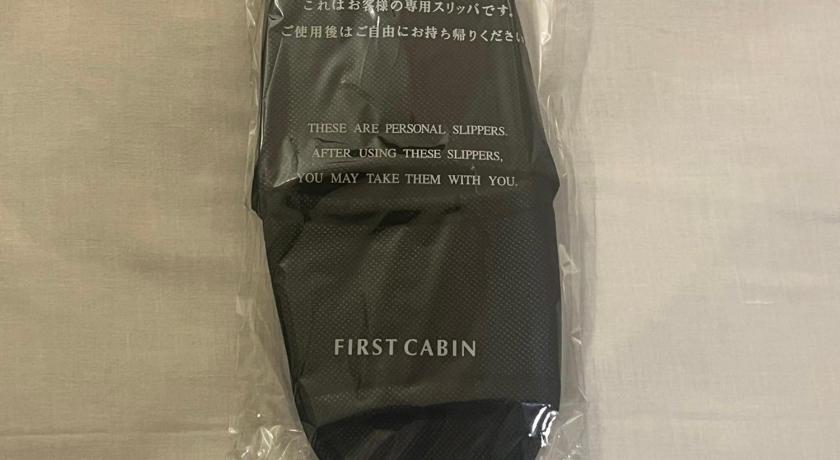 これはお客様の専用スリッパです。
ご使用後はご自由にお持ち帰りください
THESE ARE PERSONAL SLIPPERS.
AFTER USING THESE SLIPPERS,
YOU MAY TAKE THEM WITH YOU.
FIRST CABIN